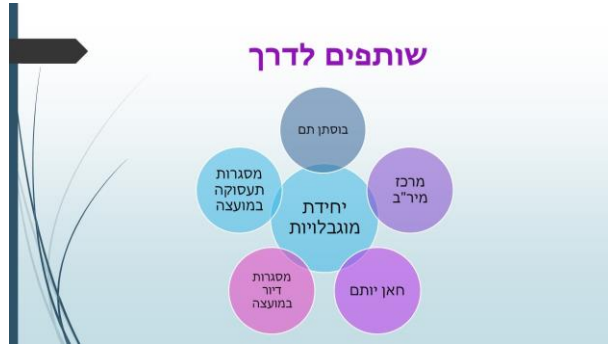 שותפים לדרך
בוסתן תם
מרכז
מיר"ב
חאן יותם
מסגרות
דיור
במועצה
מסגרות
תעסוקה
במועצה
יחידת
מוגבלויות